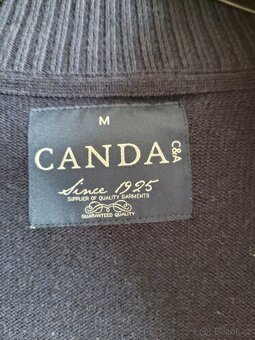 M
CANDA
C&A
Since 1925
SUPPLIER OF QUALITY GARMENTS
GUARANTEED QUALITY